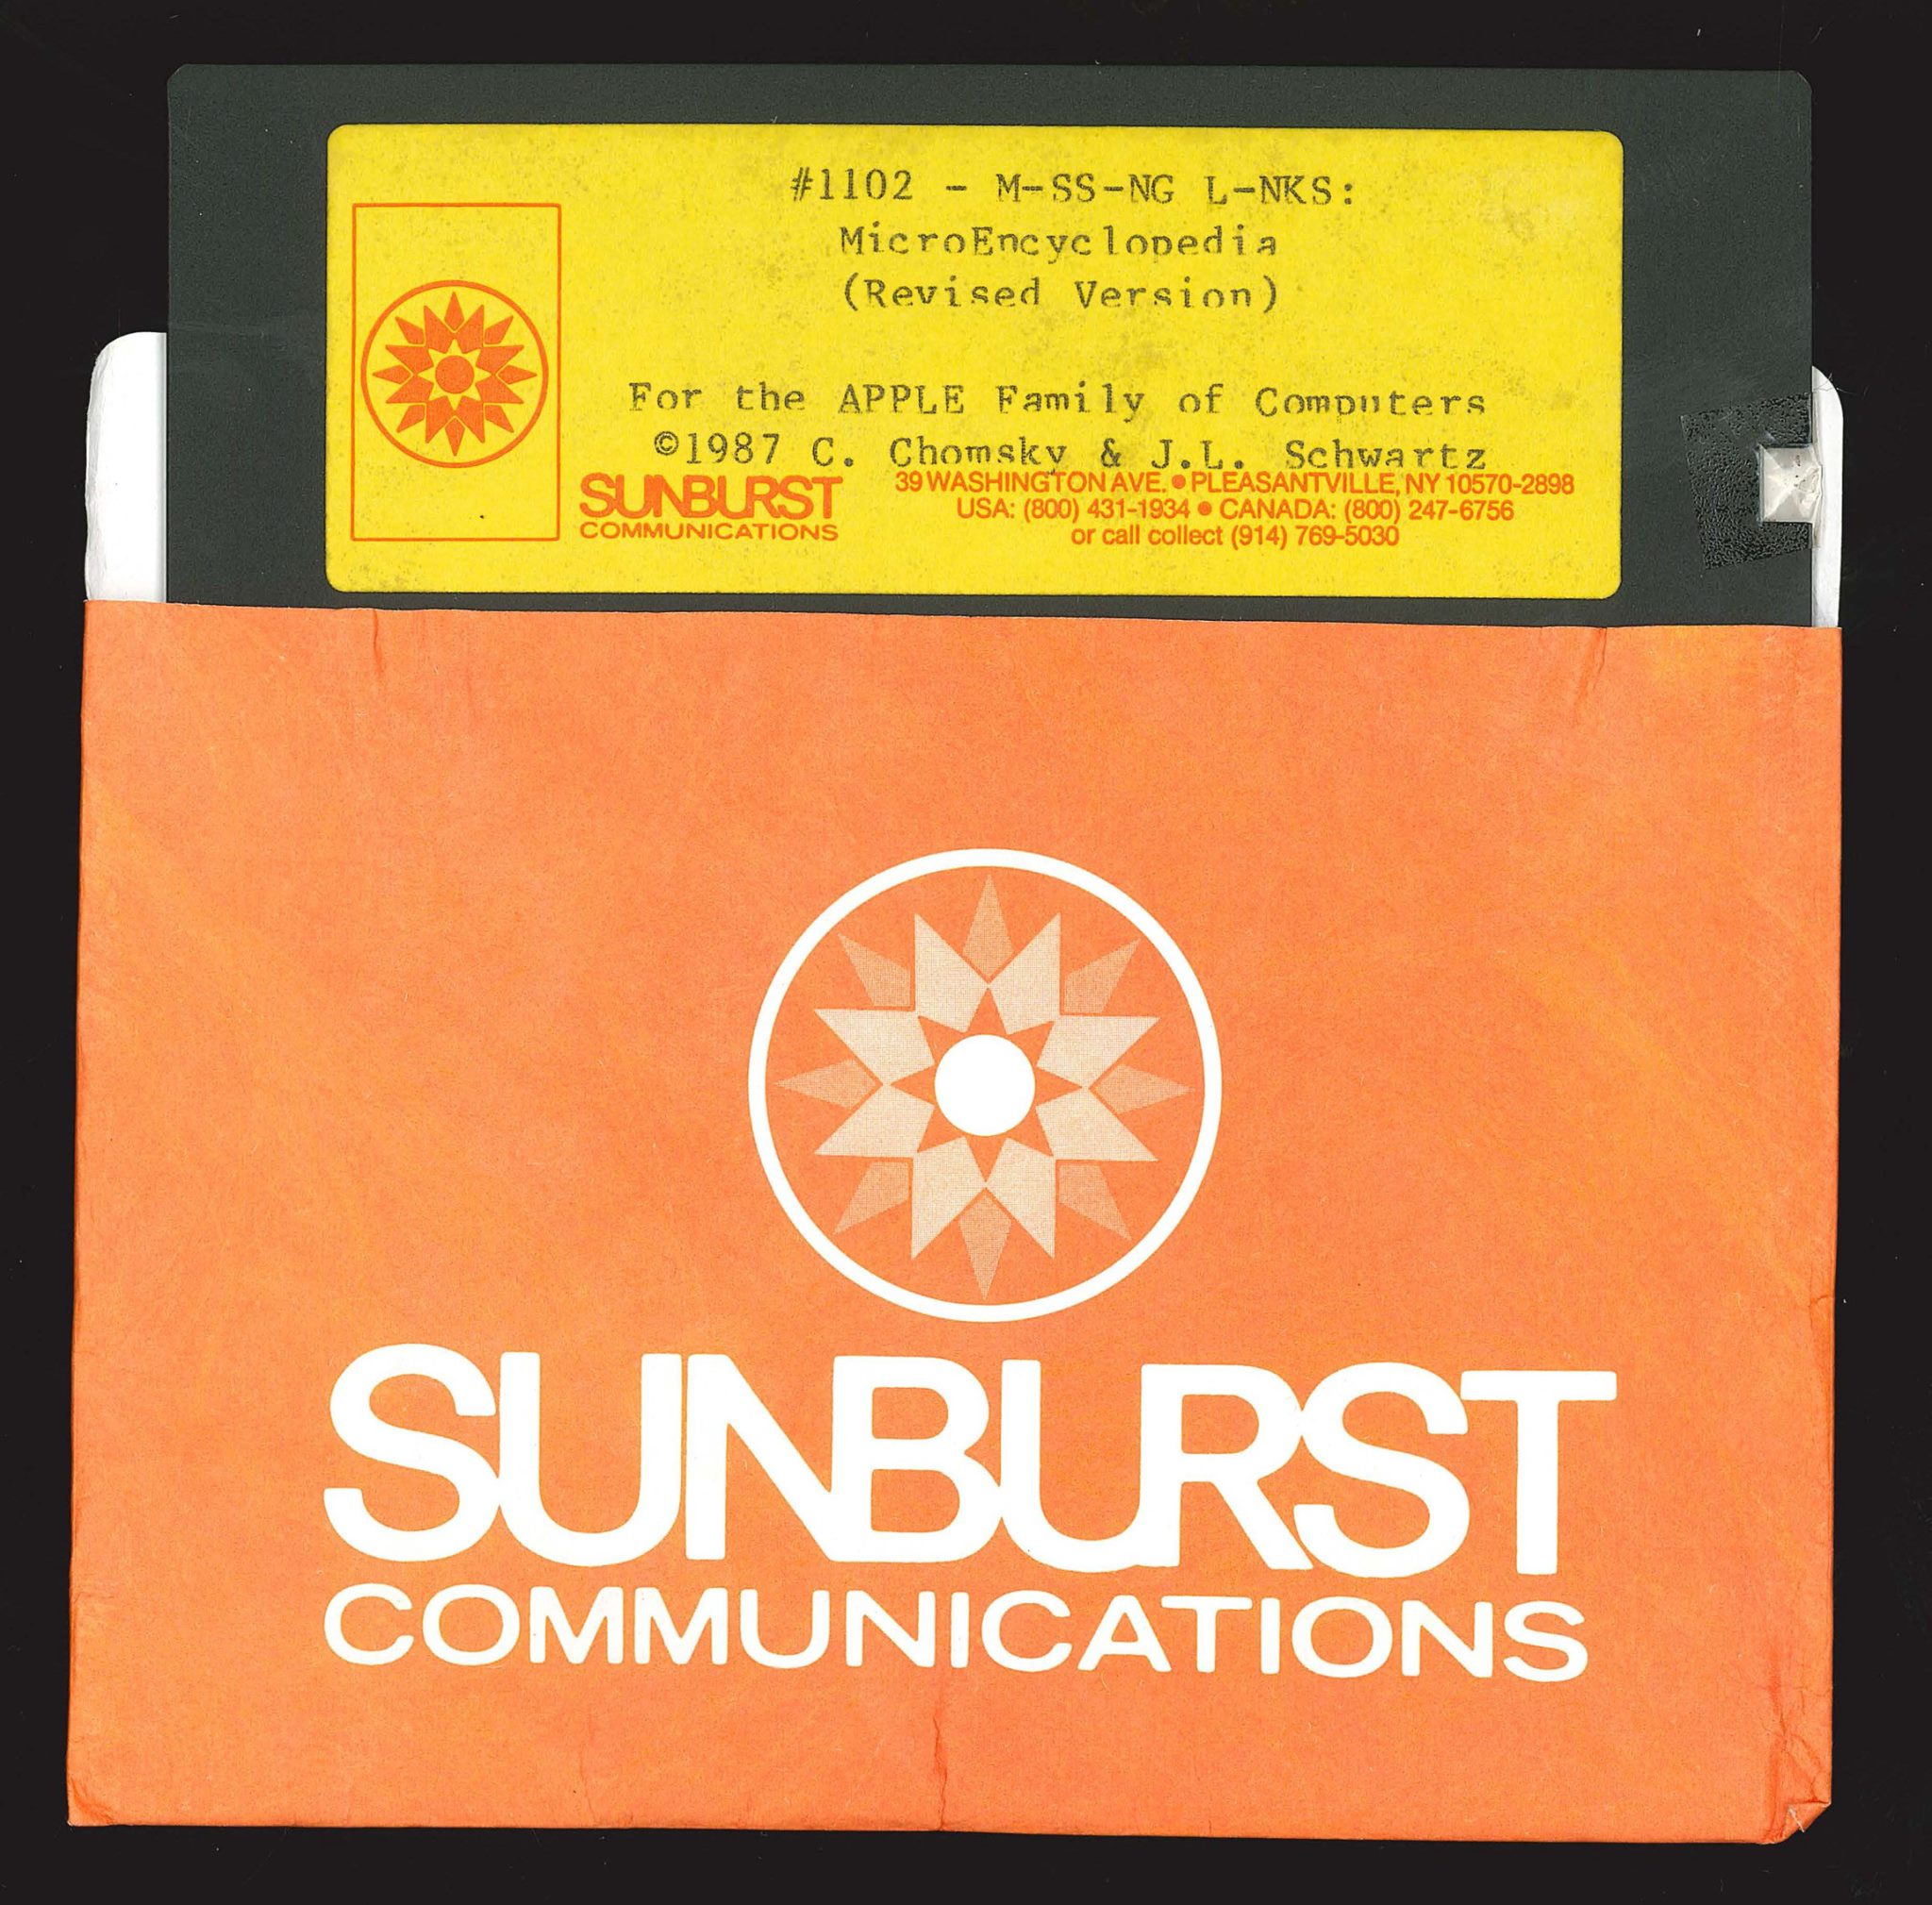 #1102 - M-SS-NG L-NKS:
MicroEncyclopedia
(Revised Version)
For the APPLE Family of Computers
©1987 C. Chomsky & J.L. Schwartz
SUNBURST
COMMUNICATIONS
39 WASHINGTON AVE. • PLEASANTVILLE, NY 10570-2898
USA: (800) 431-1934 • CANADA: (800) 247-6756
or call collect (914) 769-5030
SUNBURST
COMMUNICATIONS